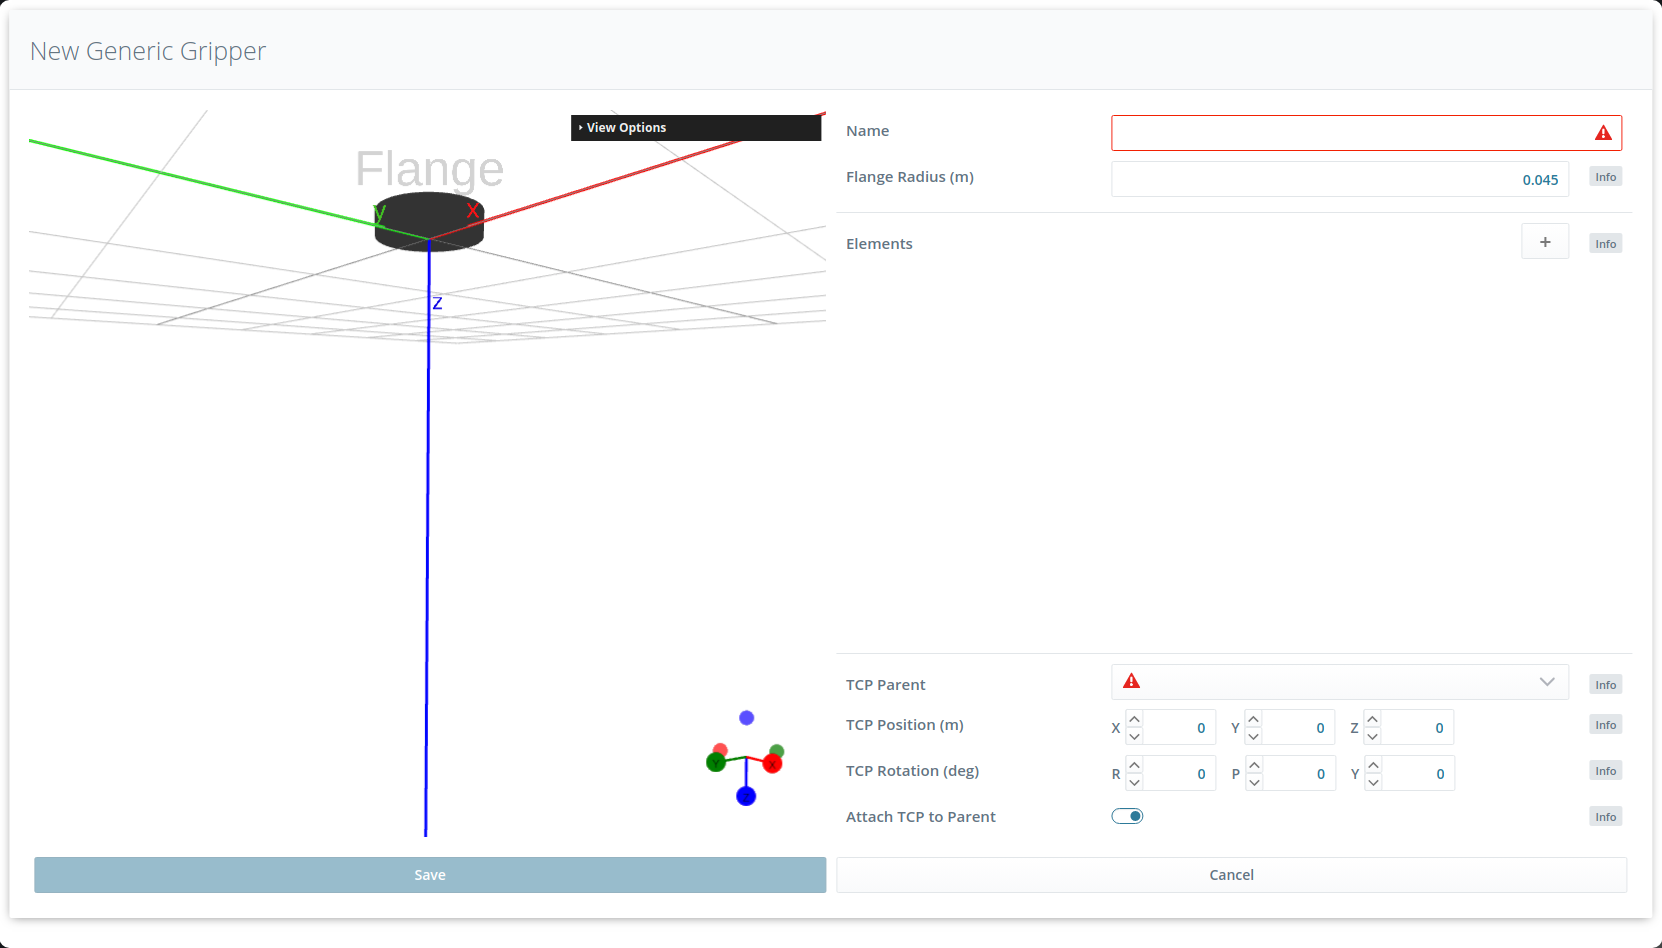 New Generic Gripper
View Options
Flange
y
X
Z
Y
X
Name
Flange Radius (m)
0.045
Info
Elements
+
Info
TCP Parent
Info
TCP Position (m)
X 0 Y 0 Z 0
Info
TCP Rotation (deg)
R 0 P 0 Y 0
Info
Attach TCP to Parent
Info
Save
Cancel